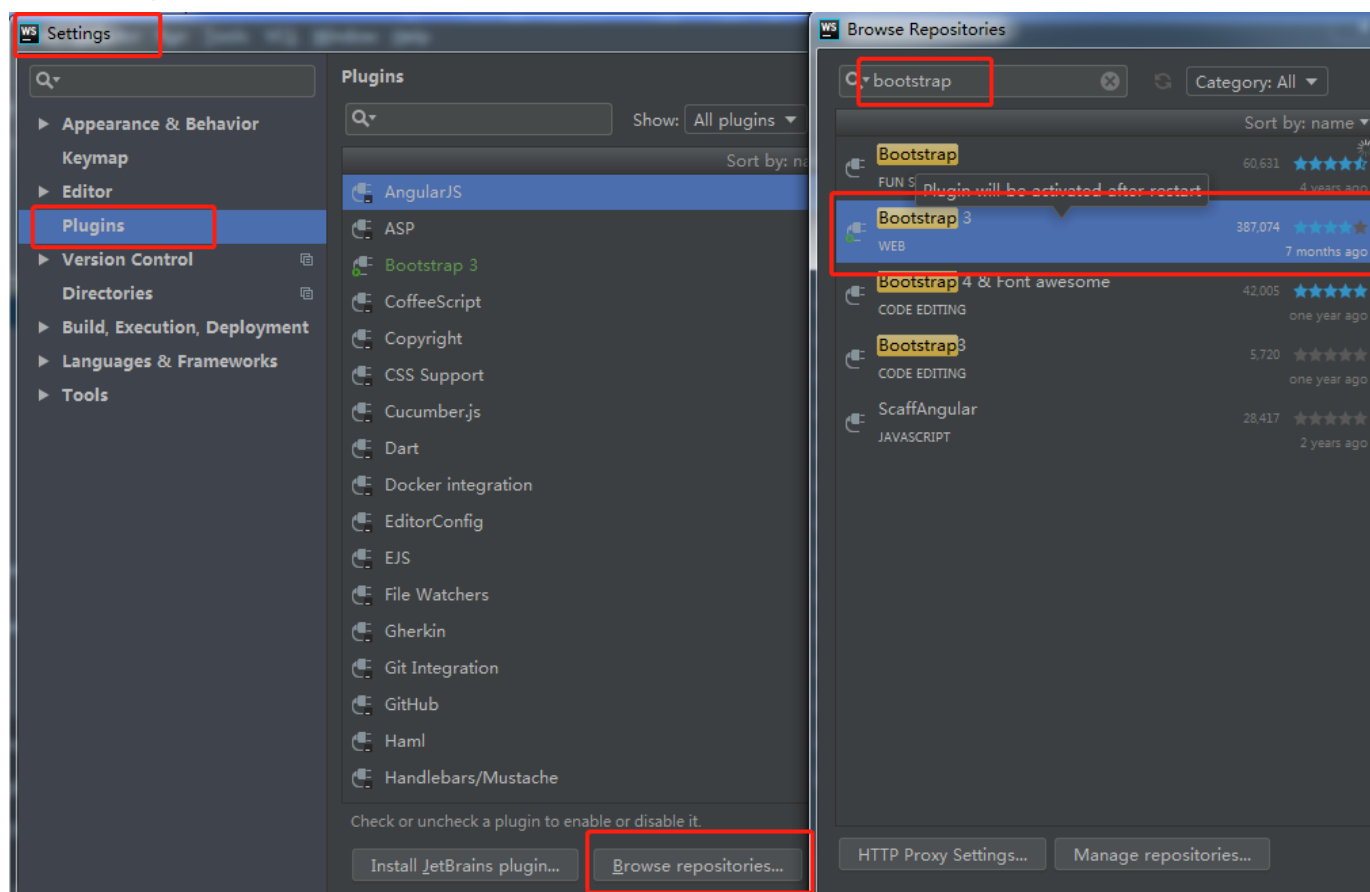 WS Settings
Appearance & Behavior
Keymap
Editor
Plugins
Version Control
Directories
Build, Execution, Deployment
Languages & Frameworks
Tools
Plugins
Show: All plugins
Sort by: na
AngularJS
ASP
Bootstrap 3
CoffeeScript
Copyright
CSS Support
Cucumber.js
Dart
Docker integration
EditorConfig
EJS
File Watchers
Gherkin
Git Integration
GitHub
Haml
Handlebars/Mustache
Check or uncheck a plugin to enable or disable it.
Install JetBrains plugin...
Browse repositories...
WS Browse Repositories
bootstrap
Category: All
Sort by: name
Bootstrap
60,631
FUN S
4 years ago
Plugin will be activated after restart
Bootstrap 3
387,074
WEB
7 months ago
Bootstrap 4 & Font awesome
42,005
CODE EDITING
one year ago
Bootstrap3
5,720
CODE EDITING
one year ago
ScaffAngular
28,417
JAVASCRIPT
2 years ago
HTTP Proxy Settings...
Manage repositories...